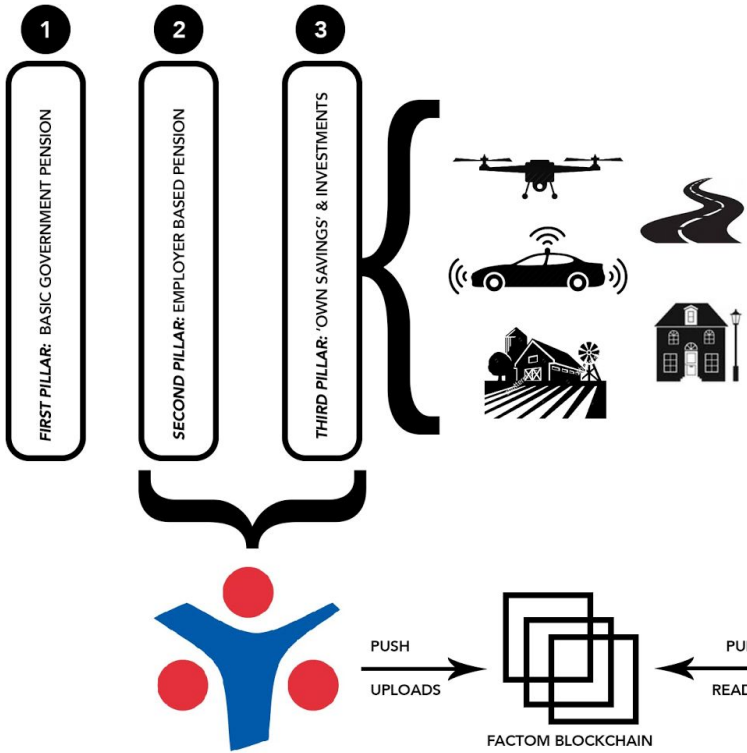 1
2
3
FIRST PILLAR: BASIC GOVERNMENT PENSION
SECOND PILLAR: EMPLOYER BASED PENSION
THIRD PILLAR: 'OWN SAVINGS' & INVESTMENTS
PUSH
UPLOADS
FACTOM BLOCKCHAIN